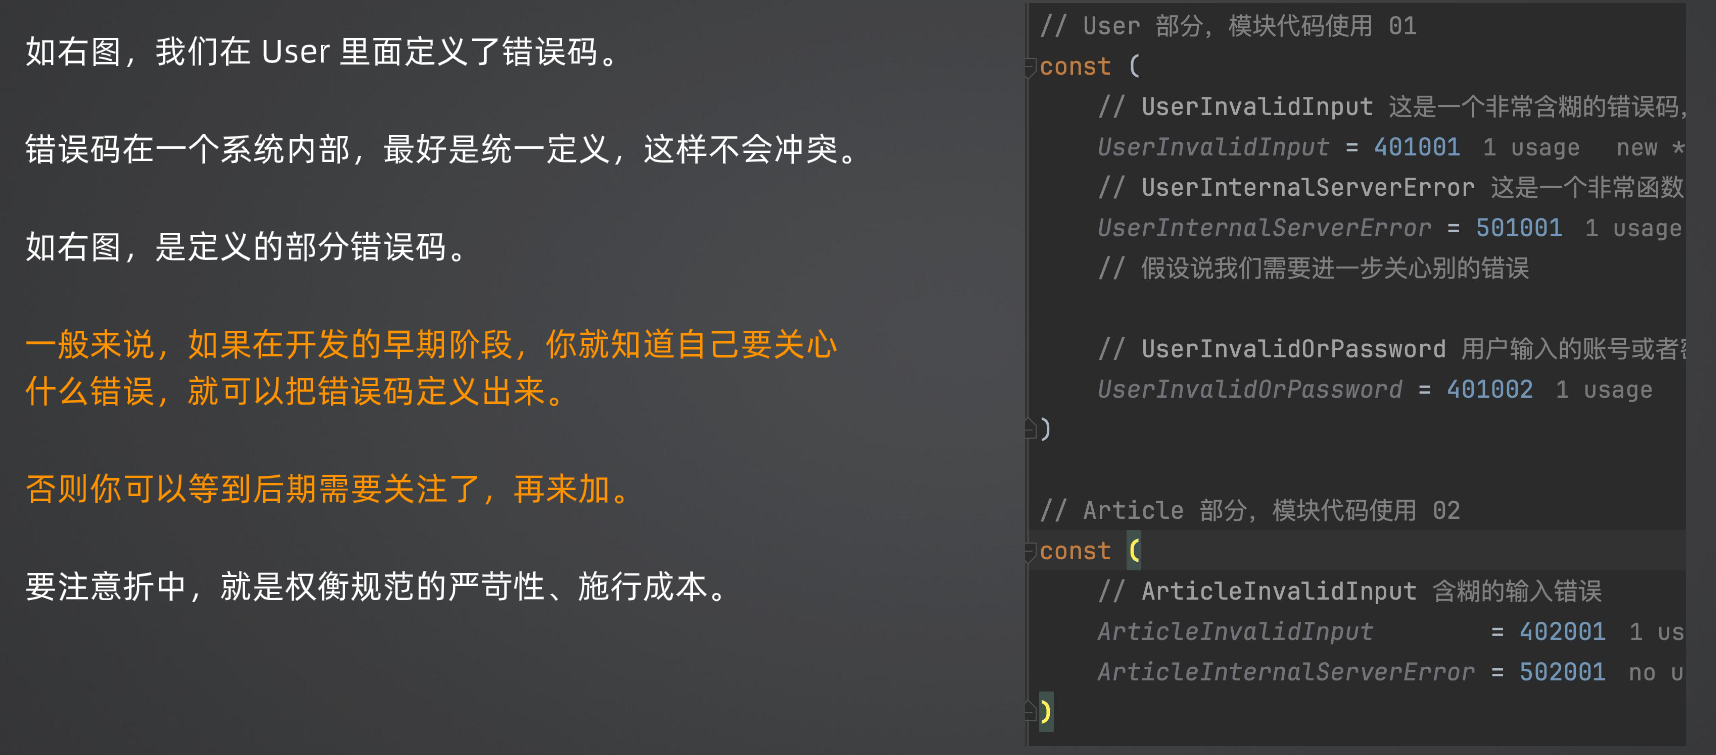 如右图，我们在 User 里面定义了错误码。
错误码在一个系统内部，最好是统一定义，这样不会冲突。
如右图，是定义的部分错误码。
一般来说，如果在开发的早期阶段，你就知道自己要关心
什么错误，就可以把错误码定义出来。
否则你可以等到后期需要关注了，再来加。
要注意折中，就是权衡规范的严苛性、施行成本。
// User 部分，模块代码使用 01
const (
// UserInvalidInput 这是一个非常含糊的错误码，
UserInvalidInput = 401001 1 usage new *
// UserInternalServerError 这是一个非常函数
UserInternalServerError = 501001 1 usage
// 假设说我们需要进一步关心别的错误
// UserInvalidOrPassword 用户输入的账号或者
UserInvalidOrPassword = 401002 1 usage
)
// Article 部分，模块代码使用 02
const (
// ArticleInvalidInput 含糊的输入错误
ArticleInvalidInput = 402001 1 us
ArticleInternalServerError = 502001 no u
)